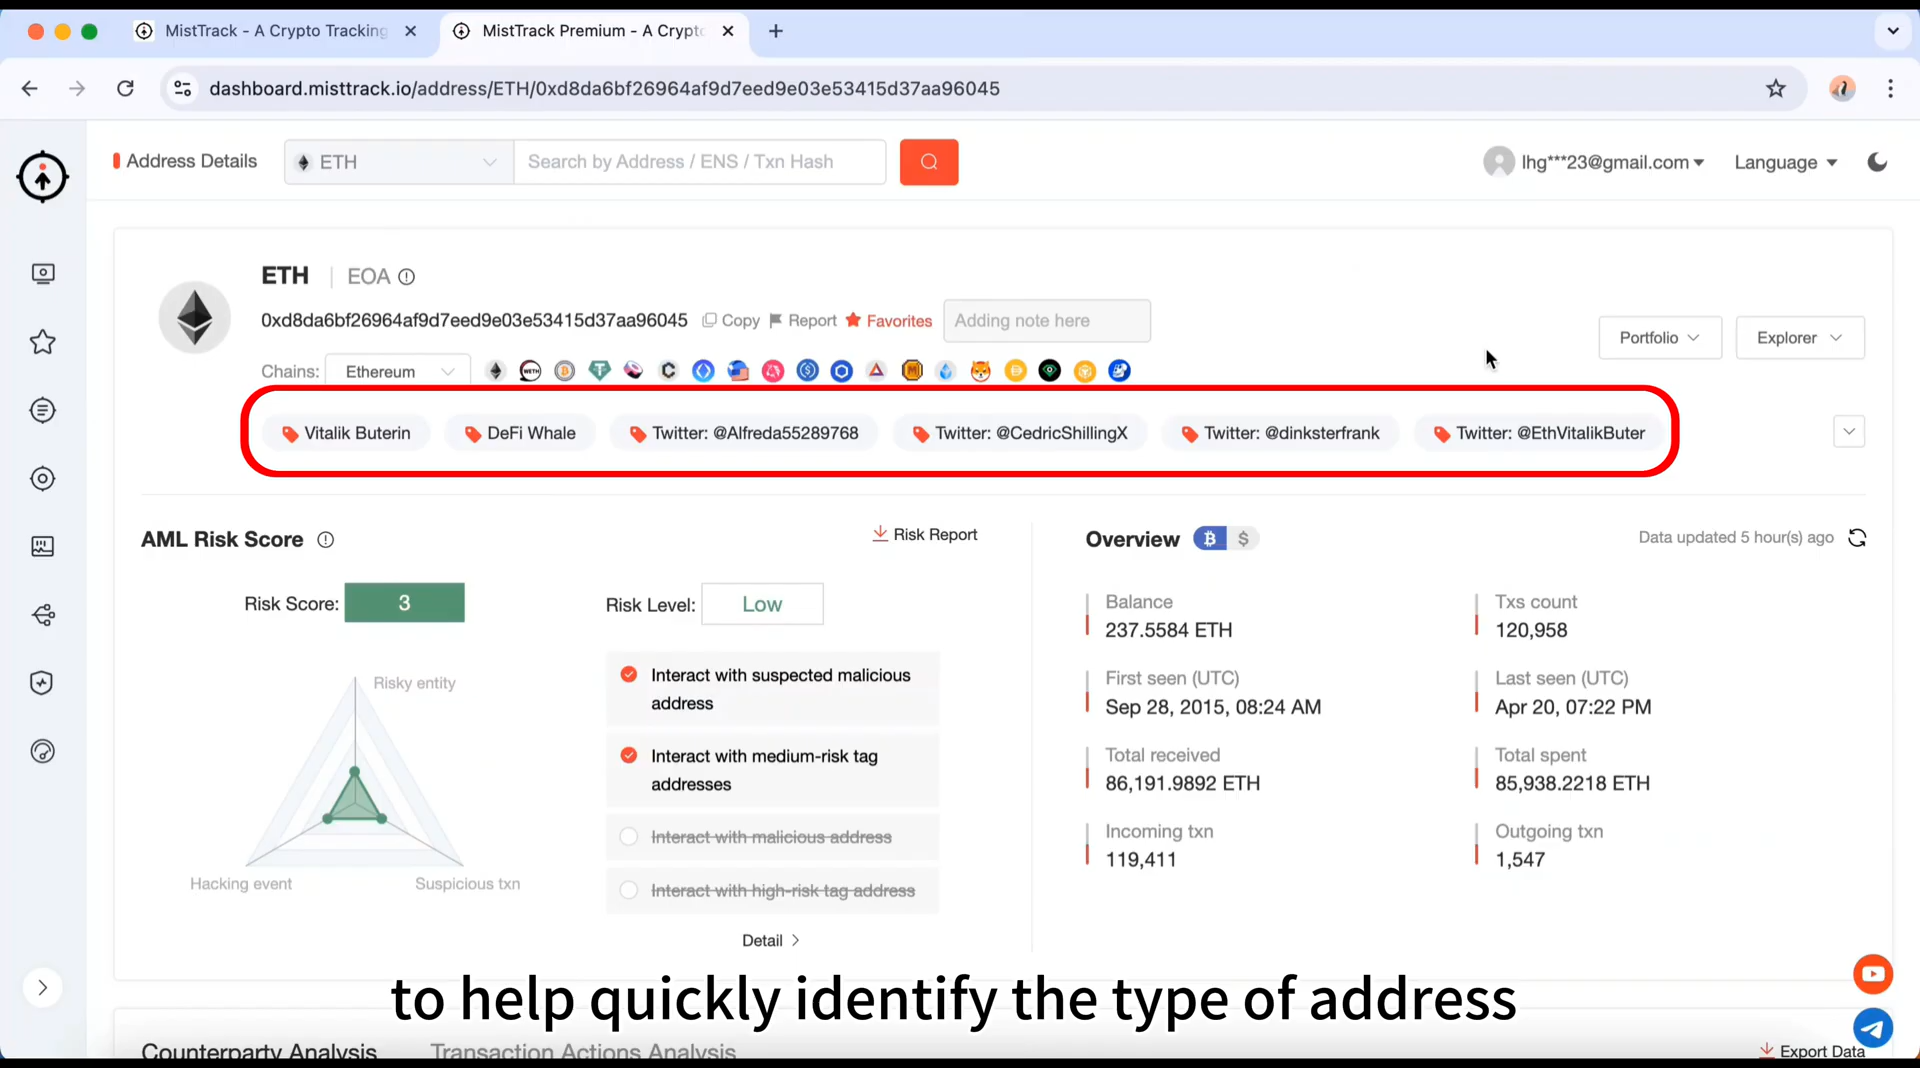 MistTrack - A Crypto Tracking
MistTrack Premium - A Crypto
dashboard.misttrack.io/address/ETH/0xd8da6bf26964af9d7eed9e03e53415d37aa96045
Address Details
ETH
Search by Address / ENS / Txn Hash
lhg***23@gmail.com
Language
ETH | EOA
0xd8da6bf26964af9d7eed9e03e53415d37aa96045 Copy Report Favorites Adding note here
Portfolio
Explorer
Chains: Ethereum
Vitalik Buterin
DeFi Whale
Twitter: @Alfreda55289768
Twitter: @CedricShillingX
Twitter: @dinksterfrank
Twitter: @EthVitalikButer
AML Risk Score
Risk Report
Risk Score: 3
Risk Level: Low
Risky entity
Hacking event
Suspicious txn
Interact with suspected malicious
address
Interact with medium-risk tag
addresses
Interact with malicious address
Interact with high-risk tag address
Detail
Overview
Data updated 5 hour(s) ago
Balance
237.5584 ETH
Txs count
120,958
First seen (UTC)
Sep 28, 2015, 08:24 AM
Last seen (UTC)
Apr 20, 07:22 PM
Total received
86,191.9892 ETH
Total spent
85,938.2218 ETH
Incoming txn
119,411
Outgoing txn
1,547
to help quickly identify the type of address
Counterparty Analysis
Transaction Actions Analysis
Export Data